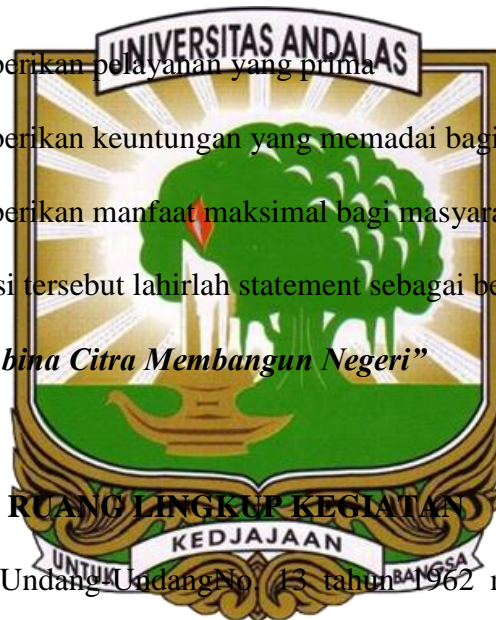 UNIVERSITAS ANDALAS
berikan pelayanan yang prima
berikan keuntungan yang memadai bagi
berikan manfaat maksimal bagi masyara
si tersebut lahirlah statement sebagai be
bina Citra Membangun Negeri”
RUANG LINGKUP KEGIATAN
UNTUK KEDJAJAAN BANGSA
Undang-UndangNo. 13 tahun 1962